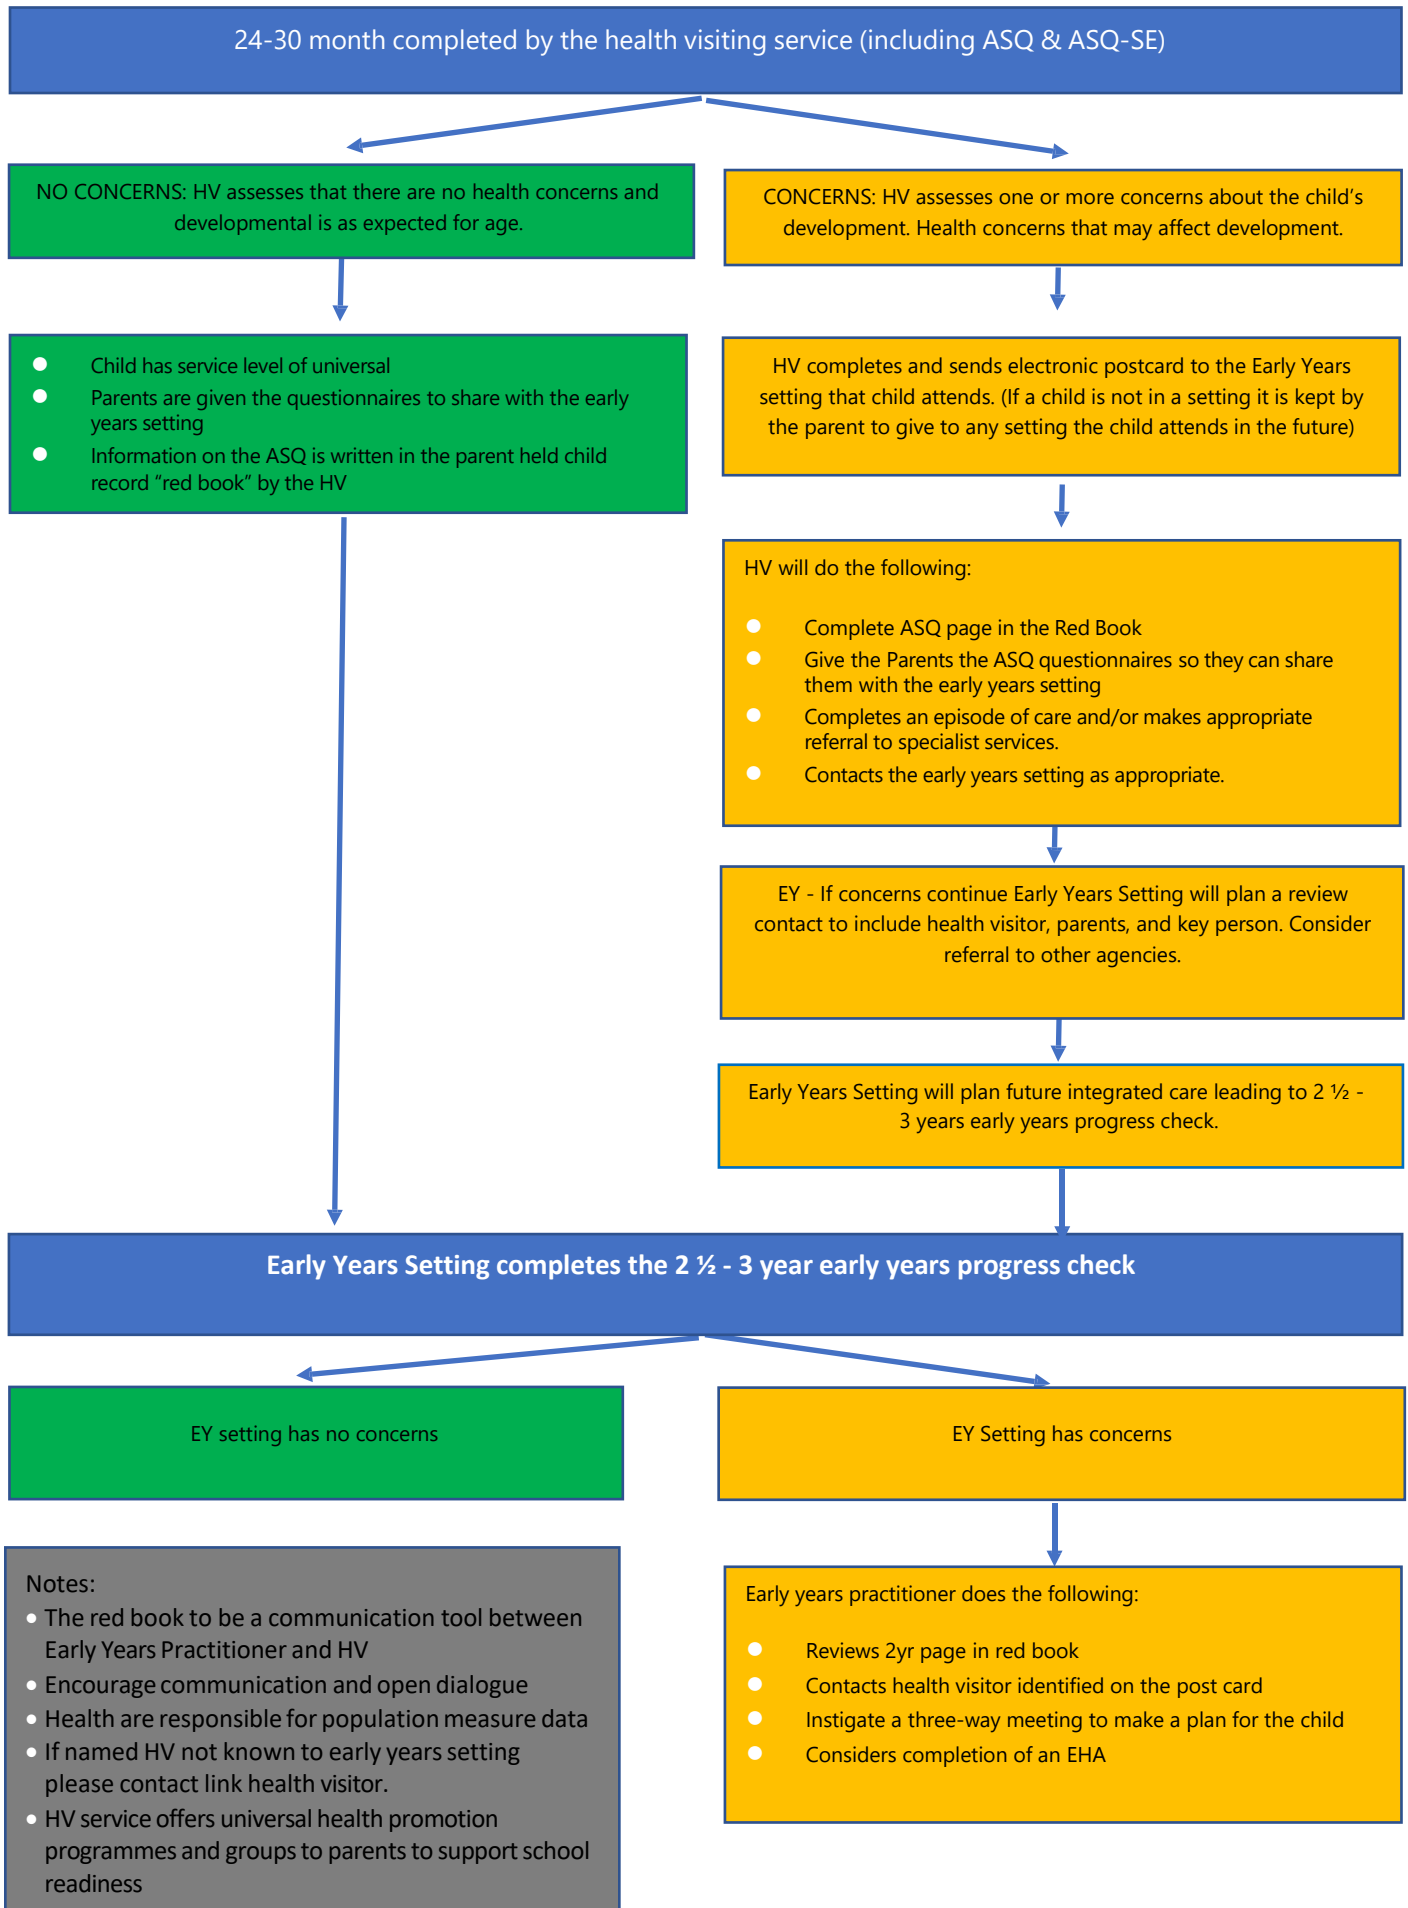 24-30 month completed by the health visiting service (including ASQ & ASQ-SE)
NO CONCERNS: HV assesses that there are no health concerns and
developmental is as expected for age.
CONCERNS: HV assesses one or more concerns about the child’s
development. Health concerns that may affect development.
● Child has service level of universal
● Parents are given the questionnaires to share with the early
years setting
● Information on the ASQ is written in the parent held child
record “red book” by the HV
HV completes and sends electronic postcard to the Early Years
setting that child attends. (If a child is not in a setting it is kept by
the parent to give to any setting the child attends in the future)
HV will do the following:
● Complete ASQ page in the Red Book
● Give the Parents the ASQ questionnaires so they can share
them with the early years setting
● Completes an episode of care and/or makes appropriate
referral to specialist services.
● Contacts the early years setting as appropriate.
EY - If concerns continue Early Years Setting will plan a review
contact to include health visitor, parents, and key person. Consider
referral to other agencies.
Early Years Setting will plan future integrated care leading to 2 ½ -
3 years early years progress check.
Early Years Setting completes the 2 ½ - 3 year early years progress check
EY setting has no concerns
EY Setting has concerns
Notes:
• The red book to be a communication tool between
Early Years Practitioner and HV
• Encourage communication and open dialogue
• Health are responsible for population measure data
• If named HV not known to early years setting
please contact link health visitor.
• HV service offers universal health promotion
programmes and groups to parents to support school
readiness
Early years practitioner does the following:
● Reviews 2yr page in red book
● Contacts health visitor identified on the post card
● Instigate a three-way meeting to make a plan for the child
● Considers completion of an EHA